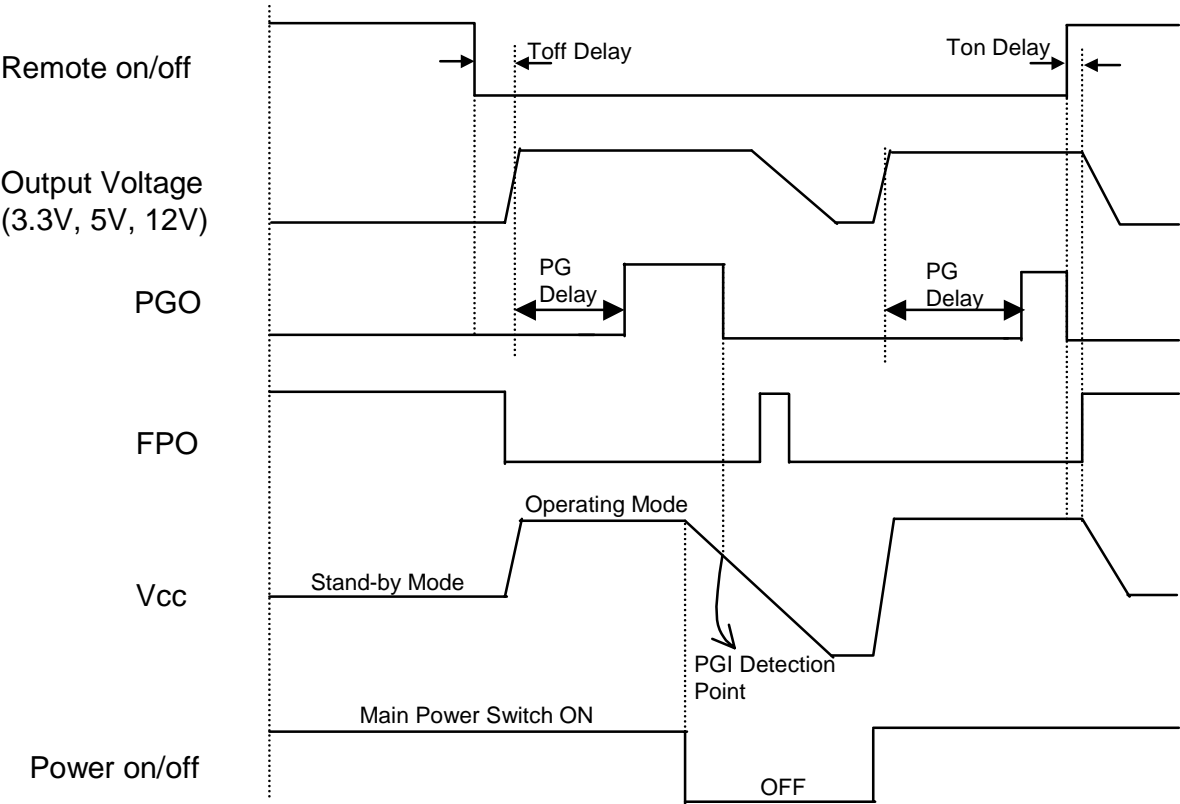 Remote on/off
Toff Delay
Ton Delay
Output Voltage
(3.3V, 5V, 12V)
PGO
PG
Delay
PG
Delay
FPO
Operating Mode
Vcc
Stand-by Mode
PGI Detection
Point
Main Power Switch ON
Power on/off
OFF